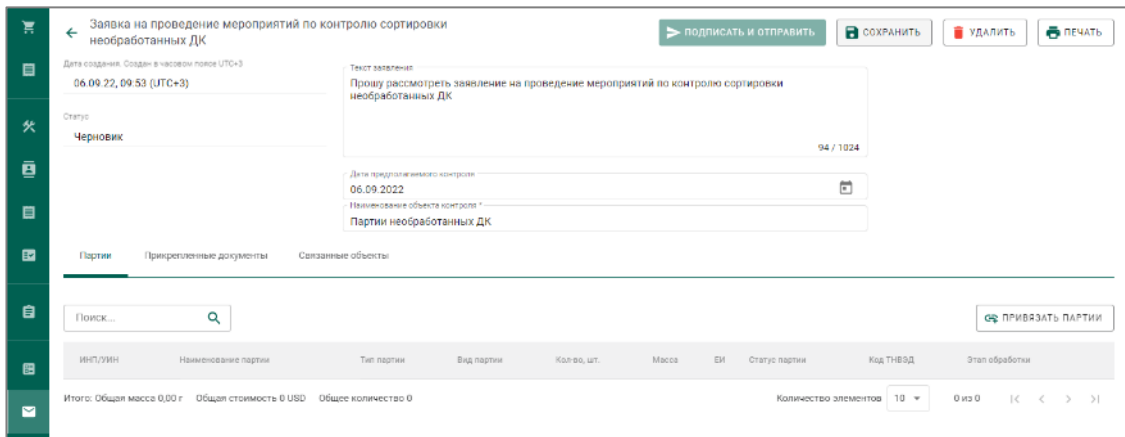 Заявка на проведение мероприятий по контролю сортировки
необработанных ДК
ПОДПИСАТЬ И ОТПРАВИТЬ
СОХРАНИТЬ
УДАЛИТЬ
ПЕЧАТЬ
Дата создания. Создан в часовом поясе UTC+3
06.09.22, 09:53 (UTC+3)
Статус
Черновик
Текст заявления
Прошу рассмотреть заявление на проведение мероприятий по контролю сортировки
необработанных ДК
94 / 1024
Дата предполагаемого контроля
06.09.2022
Наименование объекта контроля *
Партии необработанных ДК
Партии Прикрепленные документы Связанные объекты
Поиск...
ПРИВЯЗАТЬ ПАРТИИ
ИНП/УИН Наименование партии Тип партии Вид партии Кол-во, шт. Масса ЕИ Статус партии Код ТНВЭД Этап обработки
Итого: Общая масса 0,00 г Общая стоимость 0 USD Общее количество 0 Количество элементов 10 0 из 0